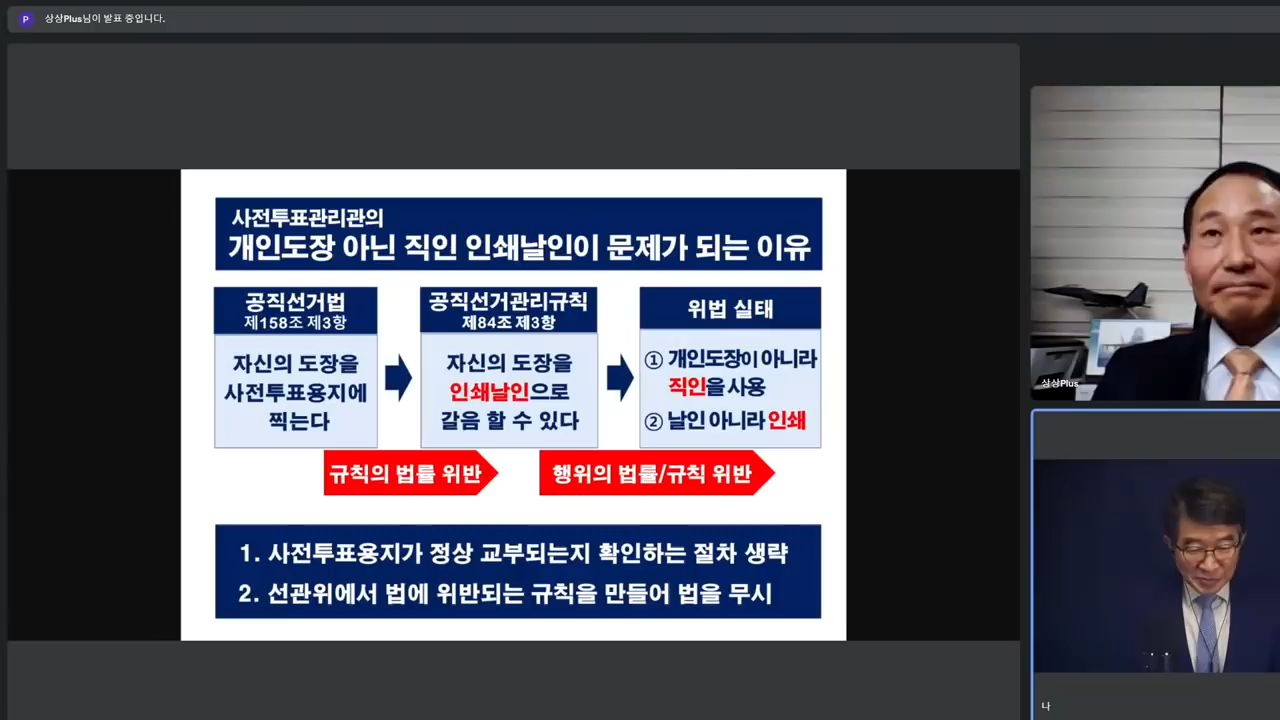 P 상상Plus님이 발표 중입니다.
사전투표관리관의
개인도장 아닌 직인 인쇄날인이 문제가 되는 이유
공직선거법
제158조 제3항
자신의 도장을
사전투표용지에
찍는다
공직선거관리규칙
제84조 제3항
자신의 도장을
인쇄날인으로
갈음 할 수 있다
위법 실태
① 개인도장이 아니라
직인을 사용
② 날인 아니라 인쇄
규칙의 법률 위반
행위의 법률/규칙 위반
1. 사전투표용지가 정상 교부되는지 확인하는 절차 생략
2. 선관위에서 법에 위반되는 규칙을 만들어 법을 무시
상상Plus
나